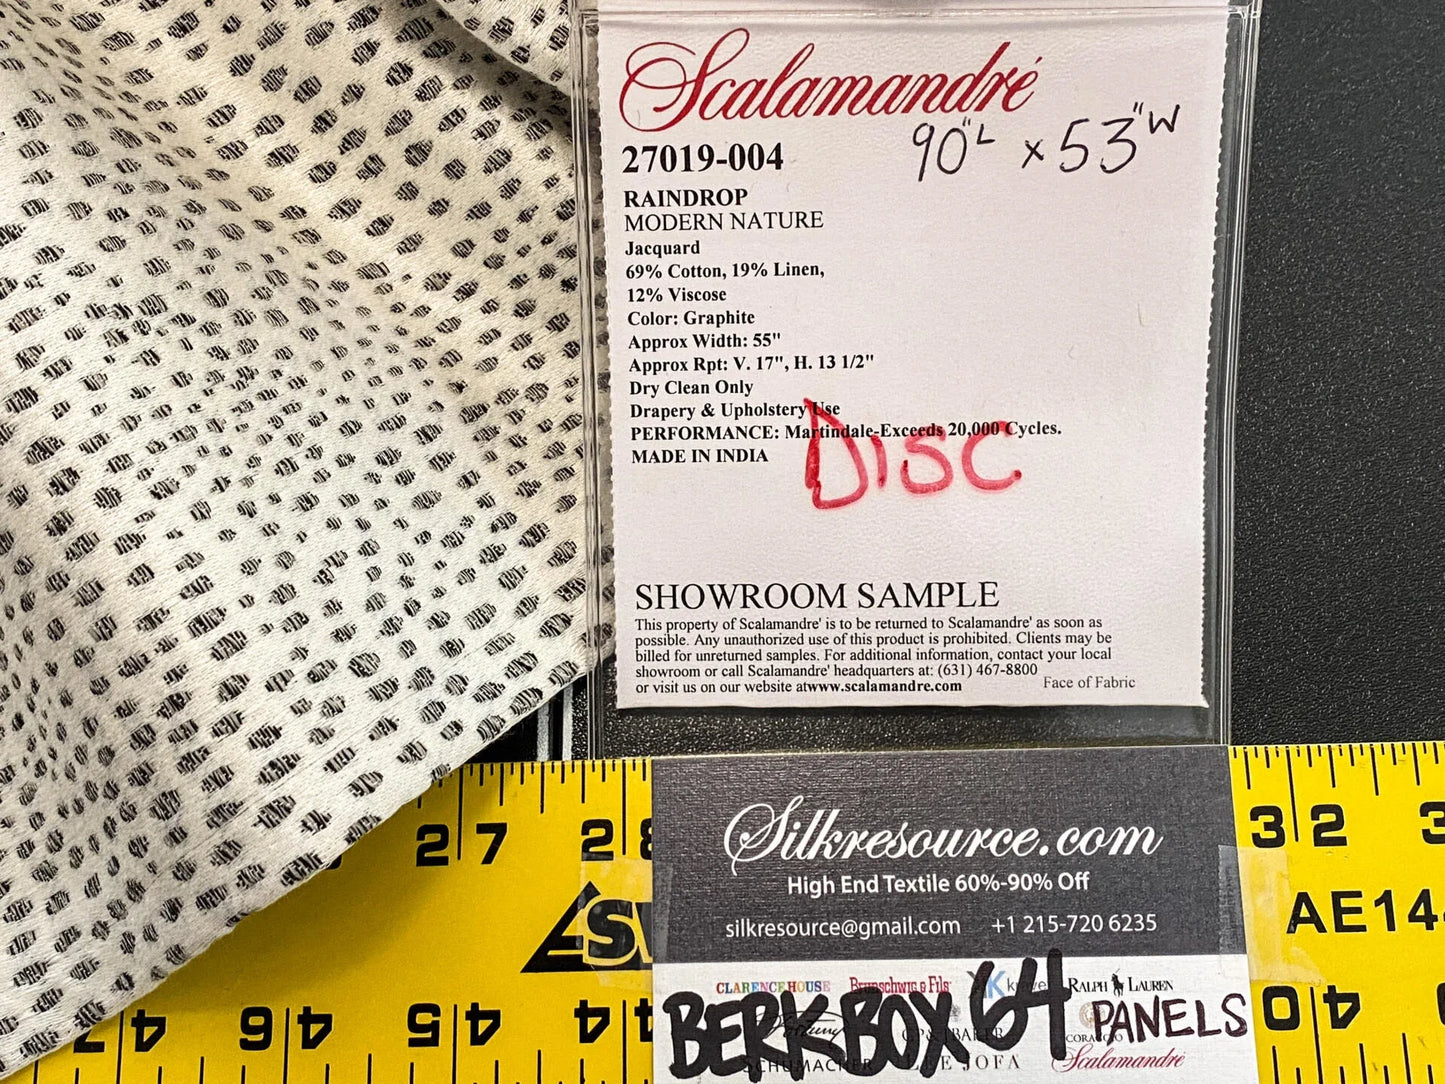 Scalamandré
90"L x 53"W
27019-004
RAINDROP
MODERN NATURE
Jacquard
69% Cotton, 19% Linen,
12% Viscose
Color: Graphite
Approx Width: 55"
Approx Rpt: V. 17", H. 13 1/2"
Dry Clean Only
Drapery & Upholstery Use
PERFORMANCE: Martindale-Exceeds 20,000 Cycles.
MADE IN INDIA
DISC
SHOWROOM SAMPLE
This property of Scalamandre' is to be returned to Scalamandre' as soon as
possible. Any unauthorized use of this product is prohibited. Clients may be
billed for unreturned samples. For additional information, contact your local
showroom or call Scalamandre' headquarters at: (631) 467-8800
or visit us on our website atwww.scalamandre.com
Face of Fabric
27 28 32 3
Silkresource.com
High End Textile 60%-90% Off
silkresource@gmail.com +1 215-720 6235
AE14
CLARENCE HOUSE Brunschwig & Fils RALPH LAUREN
BERK BOX 64 PANELS
SCHUMACHER Scalamandré
47 46 45 44 40